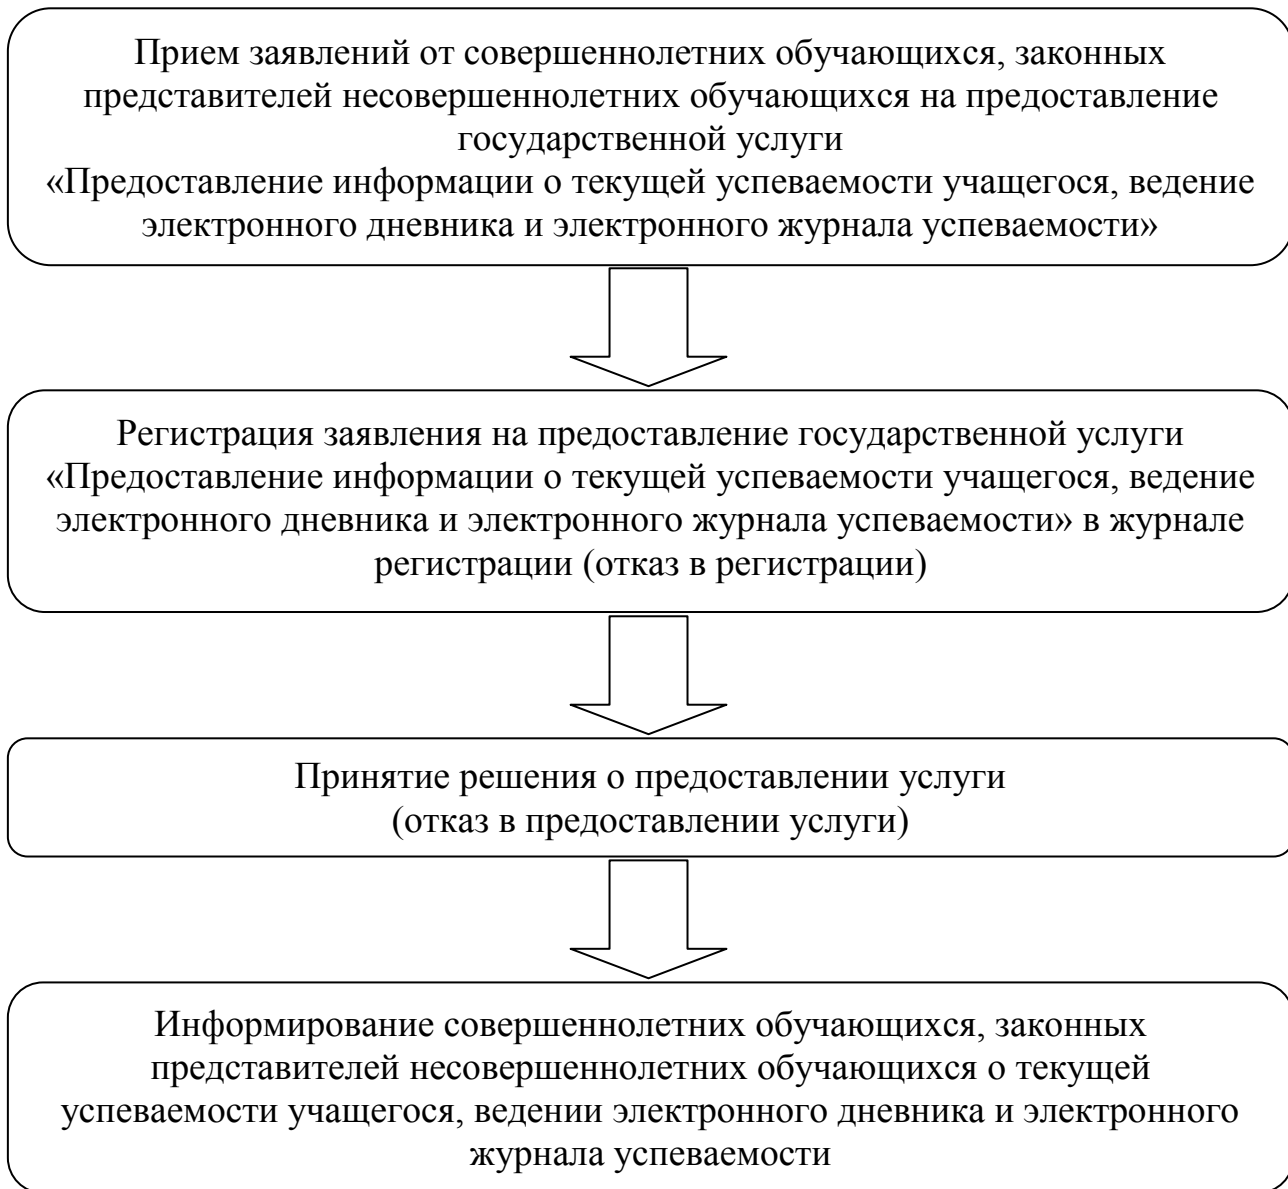 Прием заявлений от совершеннолетних обучающихся, законных
представителей несовершеннолетних обучающихся на предоставление
государственной услуги
«Предоставление информации о текущей успеваемости учащегося, ведение
электронного дневника и электронного журнала успеваемости»
Регистрация заявления на предоставление государственной услуги
«Предоставление информации о текущей успеваемости учащегося, ведение
электронного дневника и электронного журнала успеваемости» в журнале
регистрации (отказ в регистрации)
Принятие решения о предоставлении услуги
(отказ в предоставлении услуги)
Информирование совершеннолетних обучающихся, законных
представителей несовершеннолетних обучающихся о текущей
успеваемости учащегося, ведении электронного дневника и электронного
журнала успеваемости